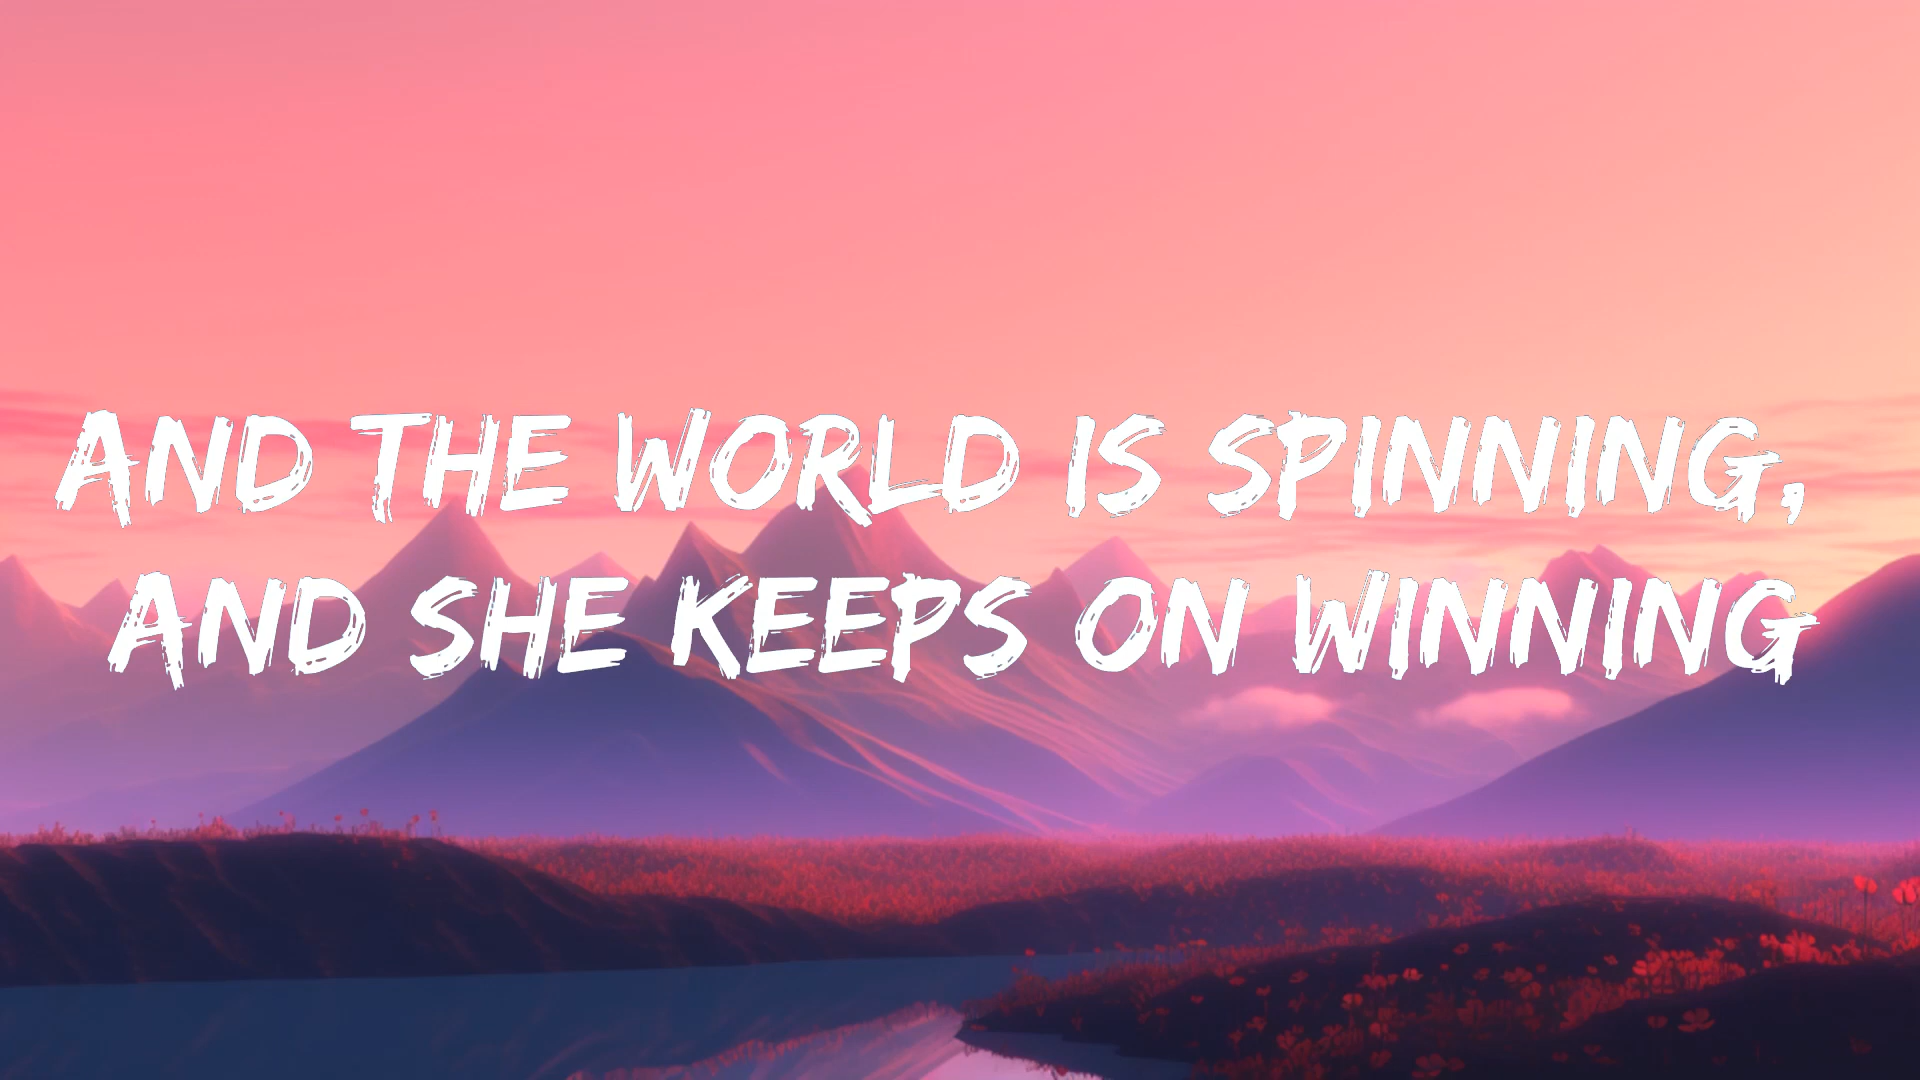 AND THE WORLD IS SPINNING,
AND SHE KEEPS ON WINNING